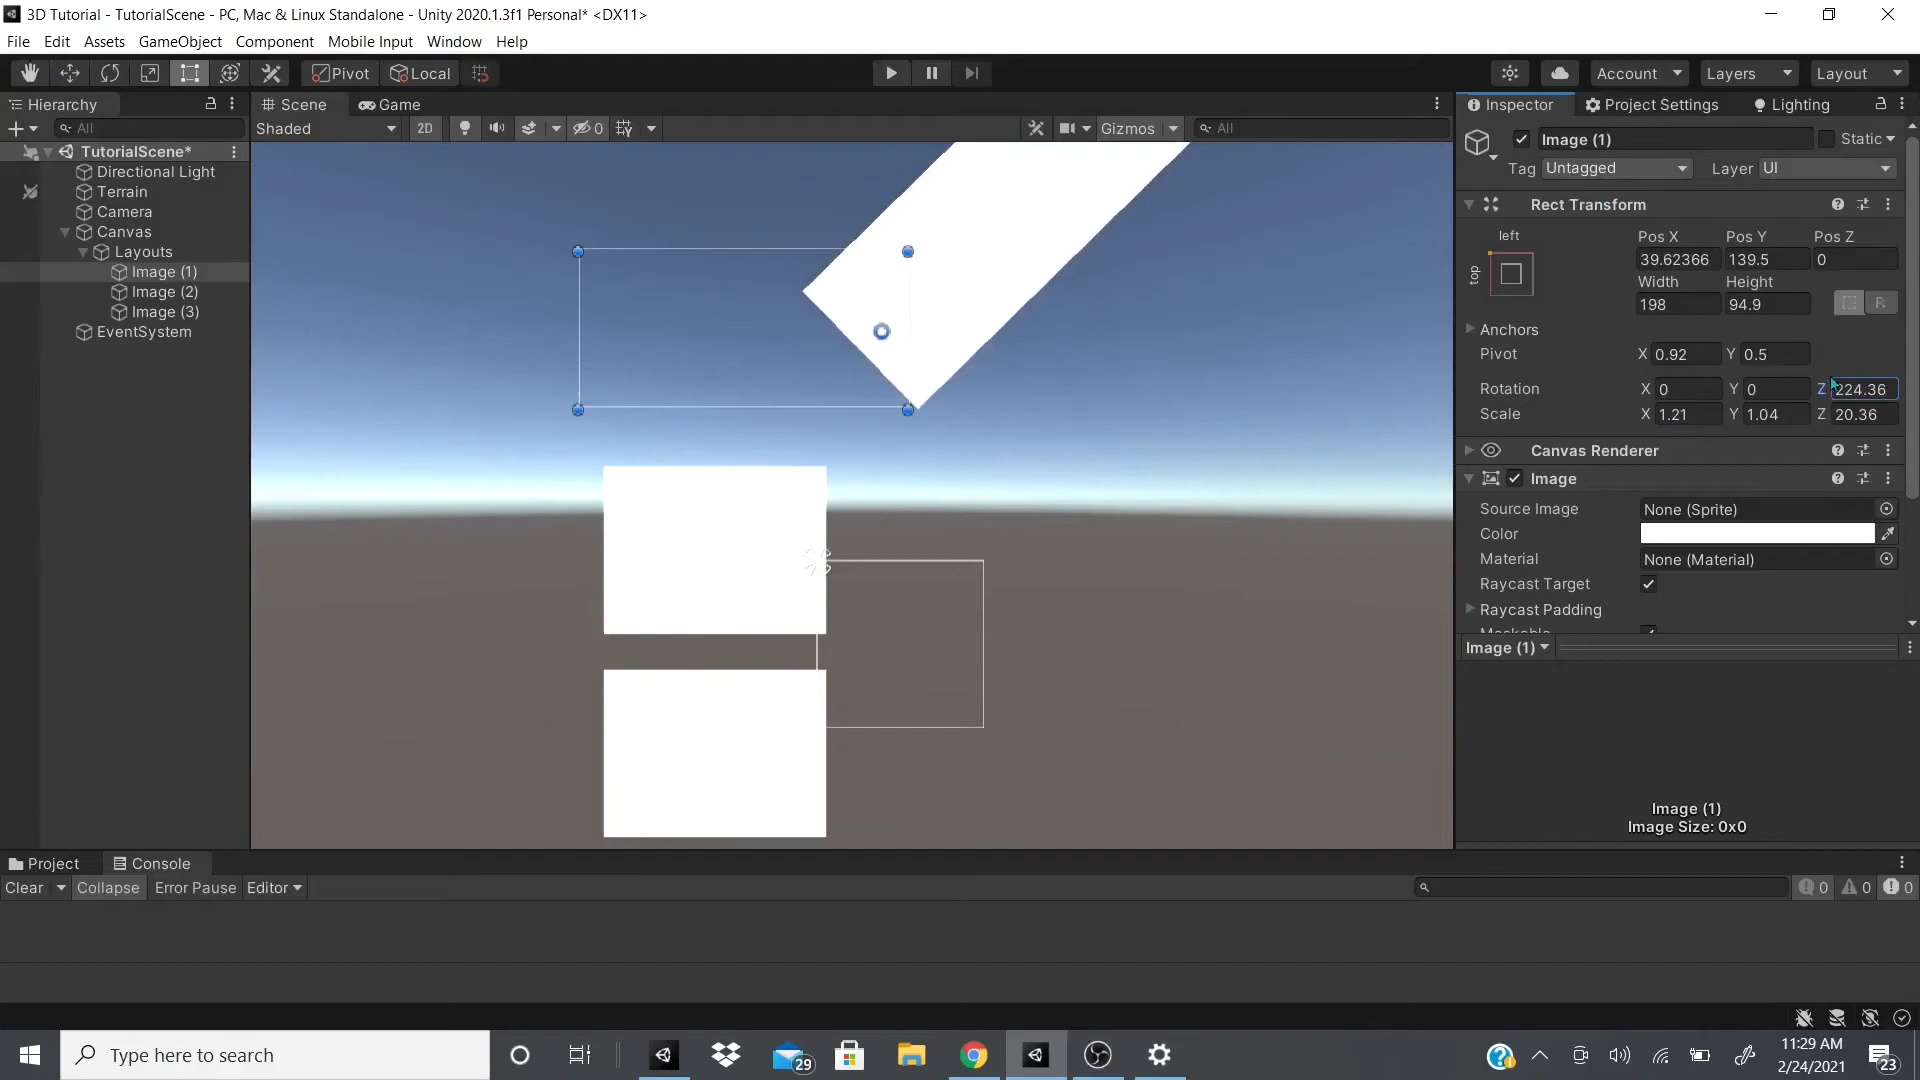 3D Tutorial - TutorialScene - PC, Mac & Linux Standalone - Unity 2020.1.3f1 Personal* <DX11>
File Edit Assets GameObject Component Mobile Input Window Help
Pivot Local Account Layers Layout
Hierarchy
All
TutorialScene*
Directional Light
Terrain
Camera
Canvas
Layouts
Image (1)
Image (2)
Image (3)
EventSystem
Scene Game
Shaded 2D 0 Gizmos All
Inspector Project Settings Lighting
Image (1) Static
Tag Untagged Layer UI
Rect Transform
left
top
Pos X Pos Y Pos Z
39.62366 139.5 0
Width Height
198 94.9 R
Anchors
Pivot X 0.92 Y 0.5
Rotation X 0 Y 0 Z 224.36
Scale X 1.21 Y 1.04 Z 20.36
Canvas Renderer
Image
Source Image None (Sprite)
Color
Material None (Material)
Raycast Target
Raycast Padding
Maskable
Image (1)
Image (1)
Image Size: 0x0
Project Console
Clear Collapse Error Pause Editor 0 0 0
Type here to search
29
11:29 AM
2/24/2021
23